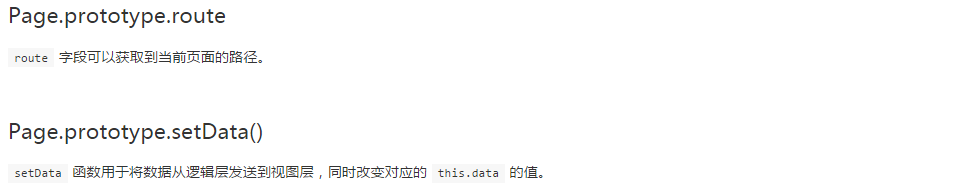 Page.prototype.route
route 字段可以获取到当前页面的路径。
Page.prototype.setData()
setData 函数用于将数据从逻辑层发送到视图层，同时改变对应的 this.data 的值。